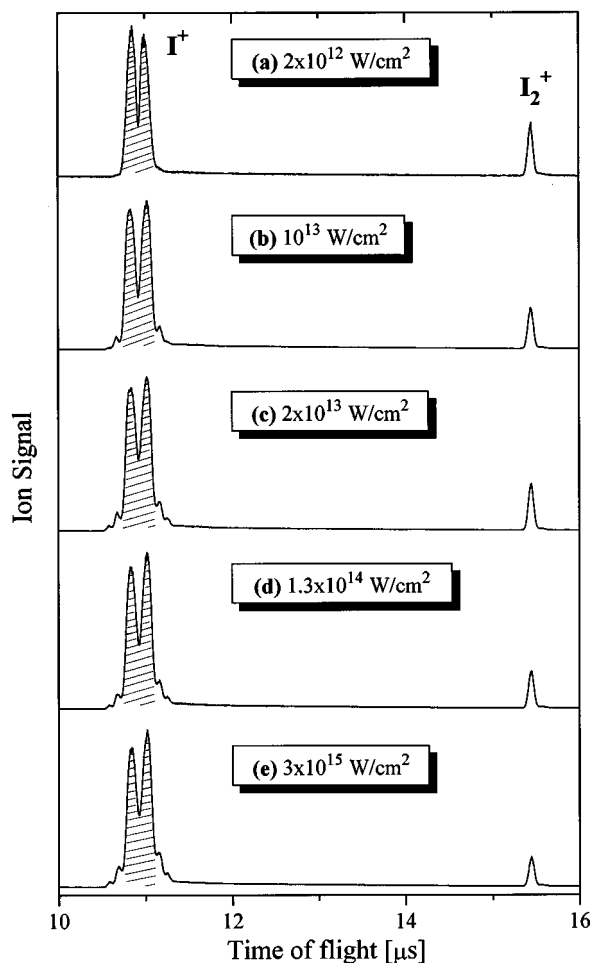 I⁺
(a) 2x10¹² W/cm²
I₂⁺
(b) 10¹³ W/cm²
(c) 2x10¹³ W/cm²
(d) 1.3x10¹⁴ W/cm²
(e) 3x10¹⁵ W/cm²
Ion Signal
10 12 14 16
Time of flight [μs]